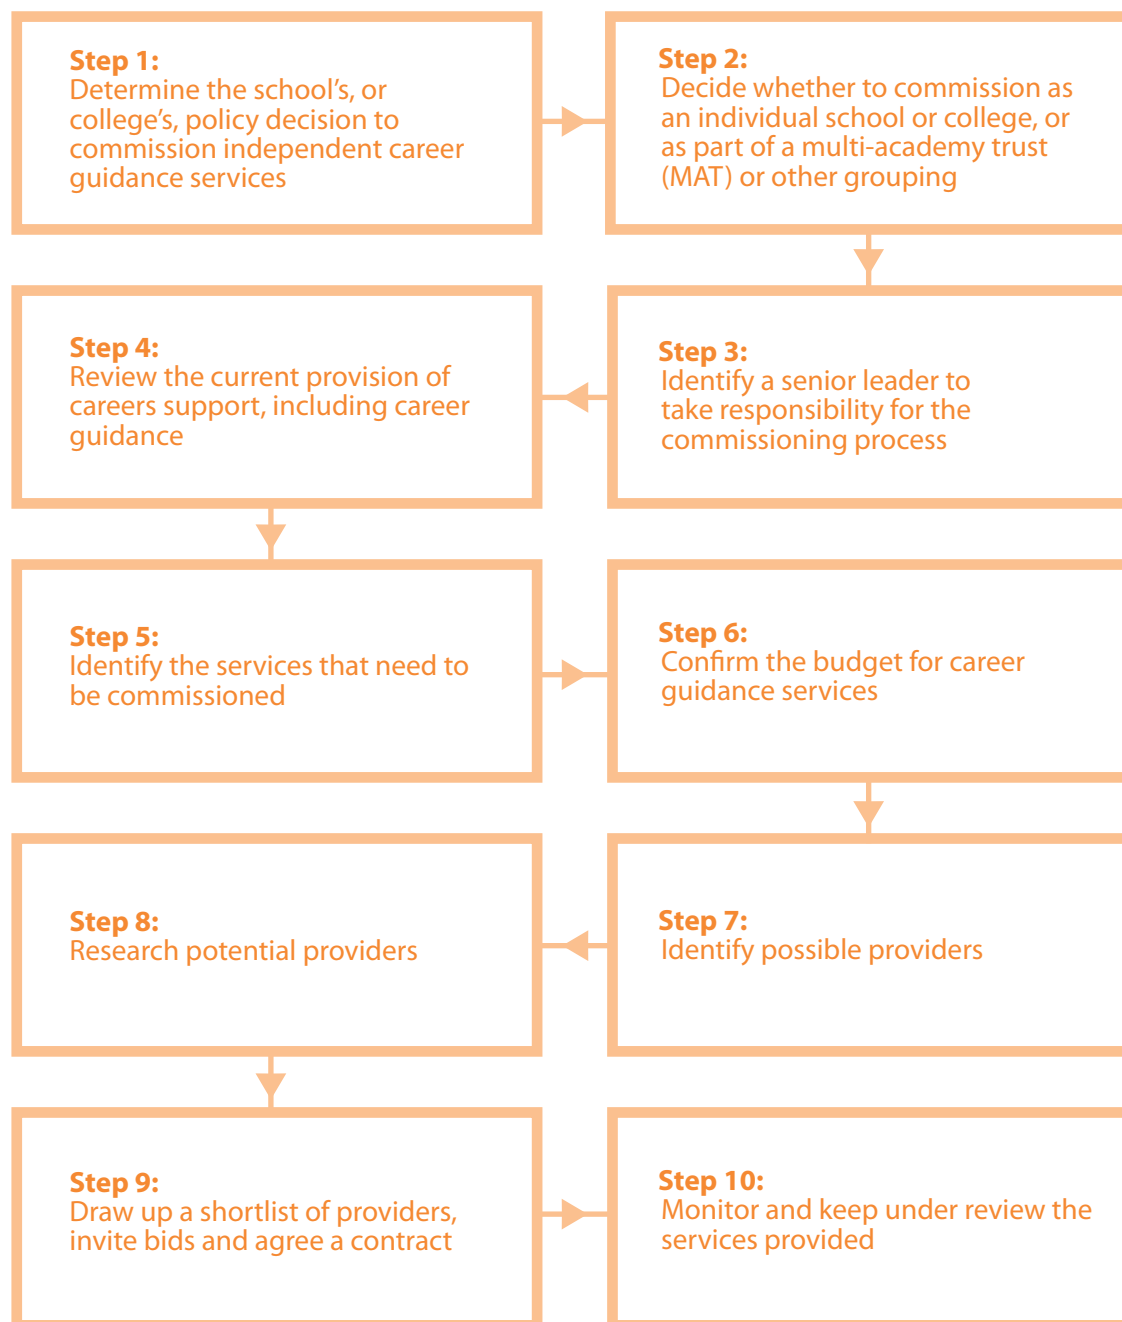 Step 1:
Determine the school's, or
college's, policy decision to
commission independent career
guidance services
Step 2:
Decide whether to commission as
an individual school or college, or
as part of a multi-academy trust
(MAT) or other grouping
Step 3:
Identify a senior leader to
take responsibility for the
commissioning process
Step 4:
Review the current provision of
careers support, including career
guidance
Step 5:
Identify the services that need to
be commissioned
Step 6:
Confirm the budget for career
guidance services
Step 7:
Identify possible providers
Step 8:
Research potential providers
Step 9:
Draw up a shortlist of providers,
invite bids and agree a contract
Step 10:
Monitor and keep under review the
services provided